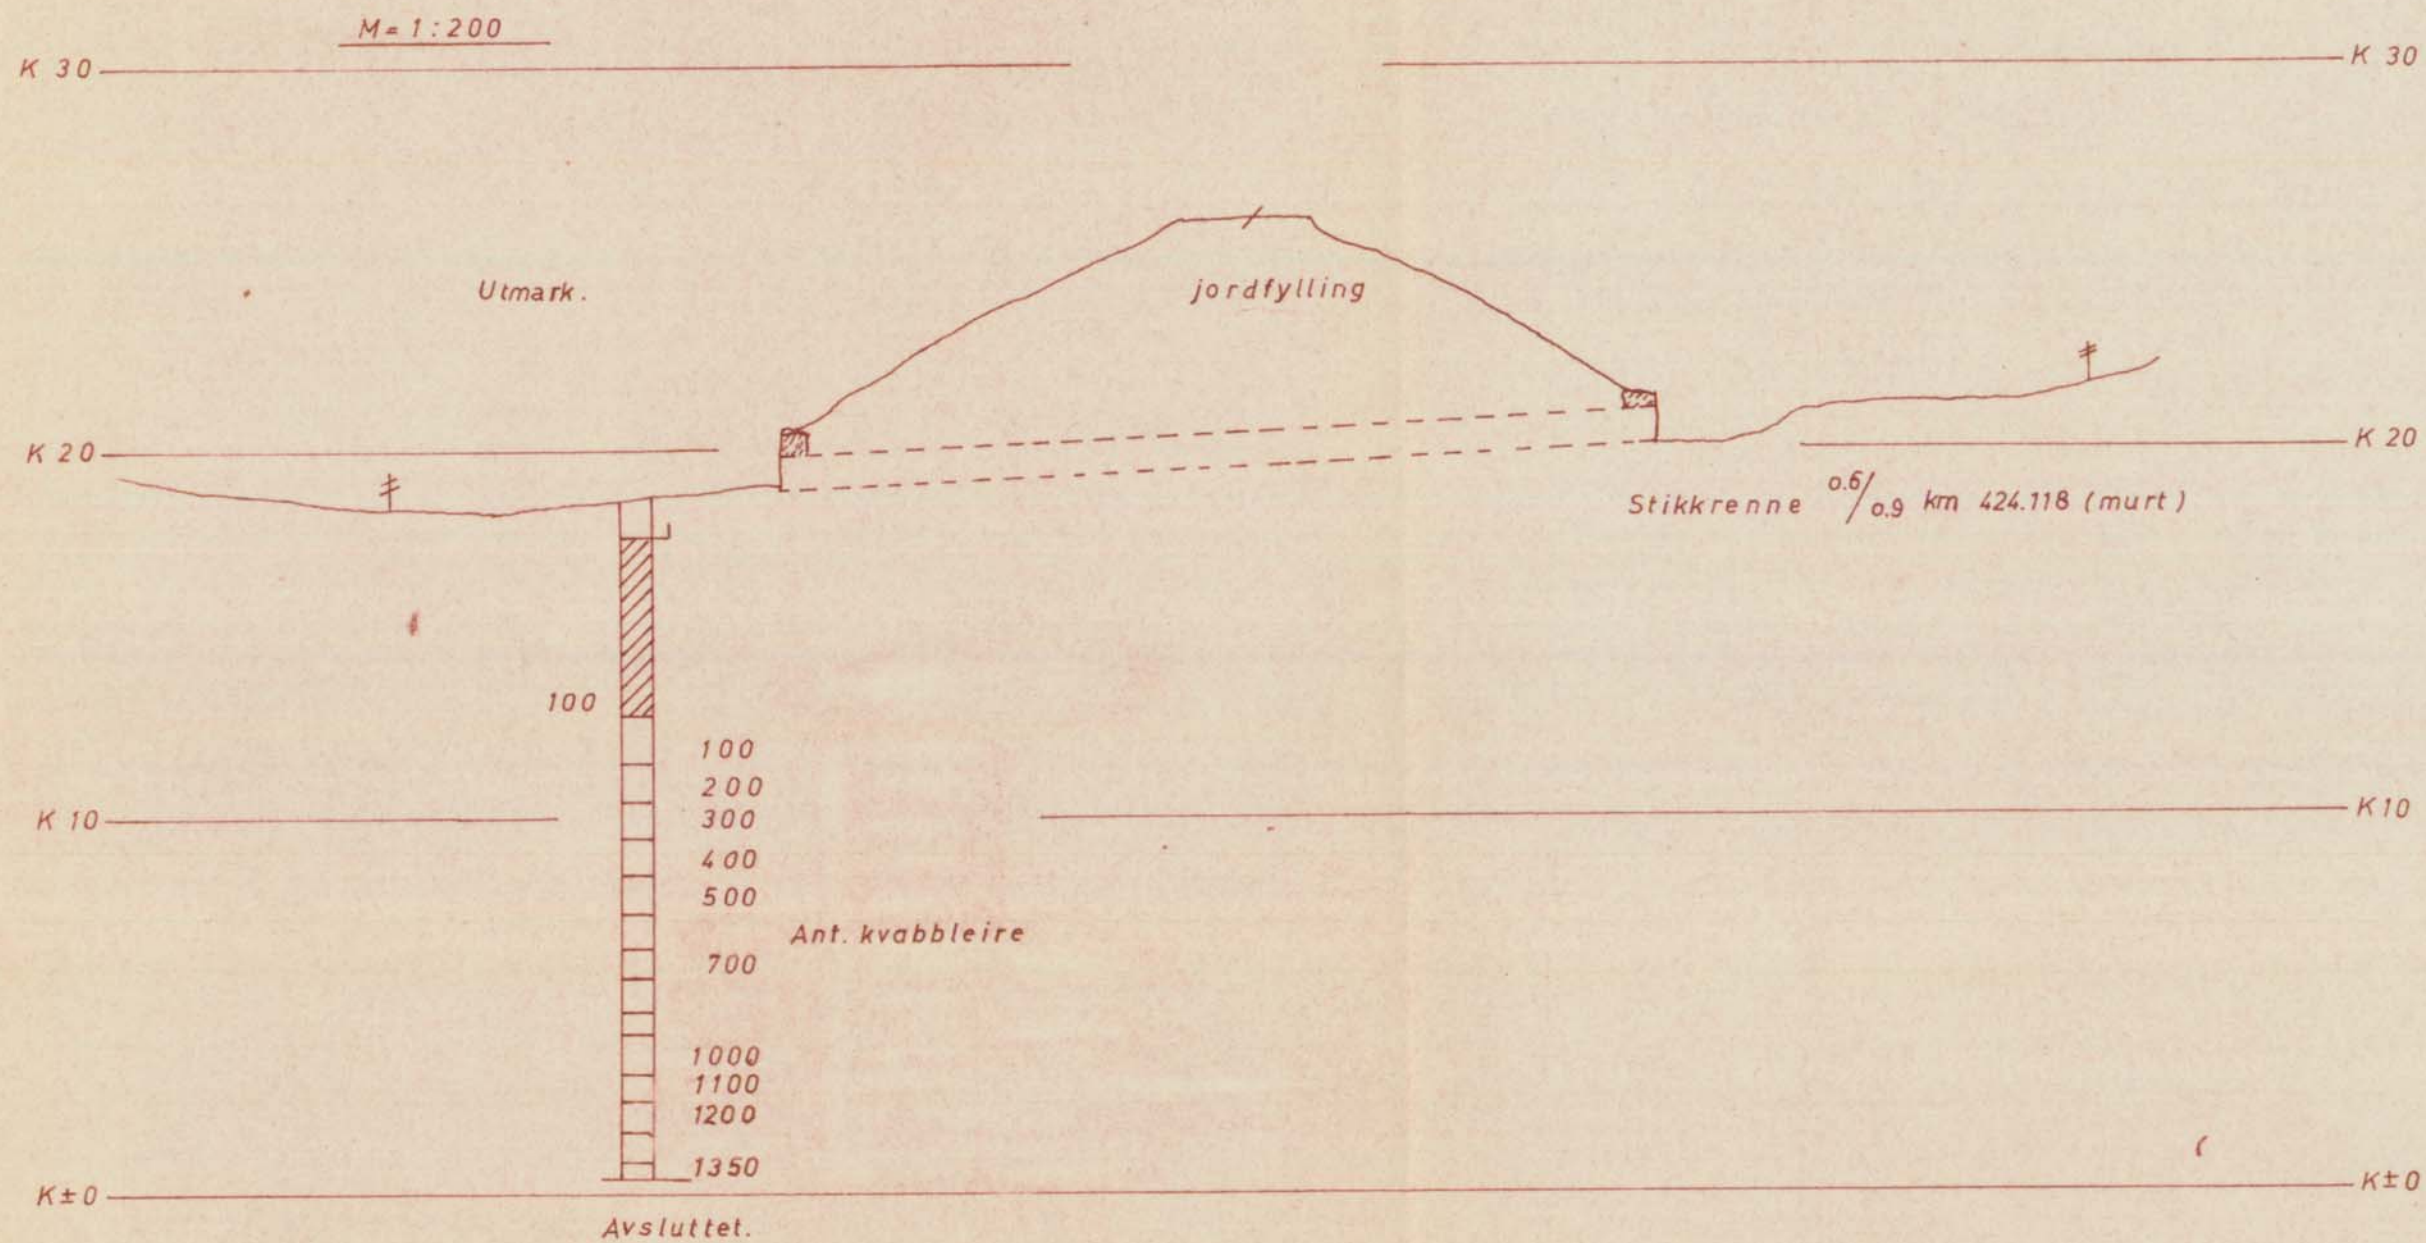 M = 1:200
K 30
K 30
Utmark.
jordfylling
K 20
K 20
Stikkrenne 0.6/0.9 km 424.118 (murt)
100
100
200
300
K 10
K10
400
500
Ant. kvabbleire
700
1000
1100
1200
1350
K±0
K±0
Avsluttet.